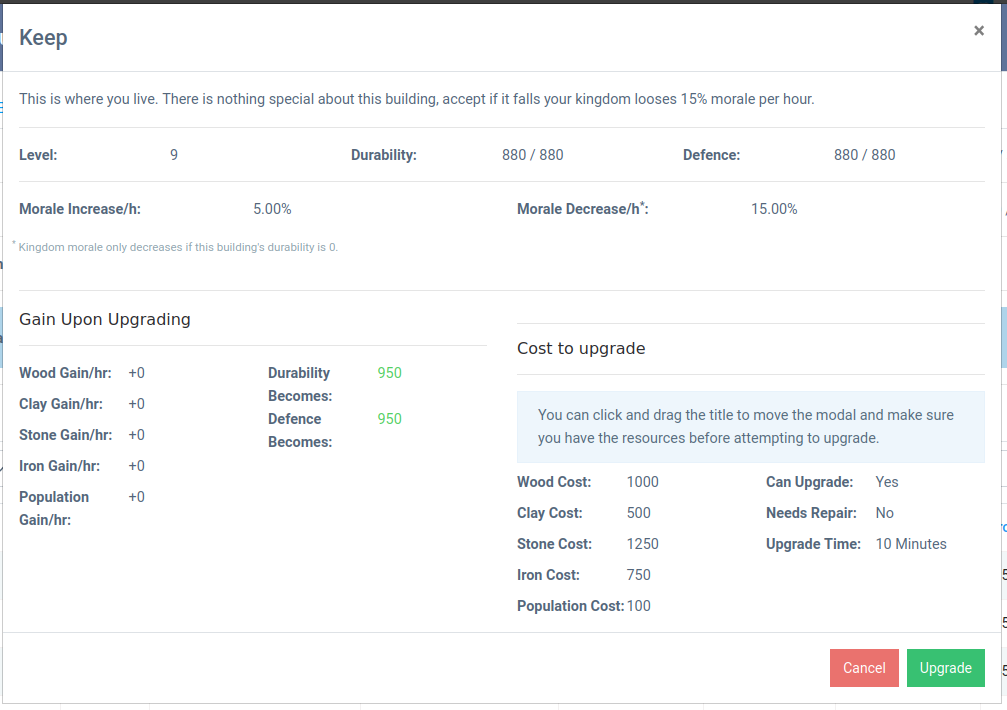 Keep
×
This is where you live. There is nothing special about this building, accept if it falls your kingdom looses 15% morale per hour.
Level: 9 Durability: 880 / 880 Defence: 880 / 880
Morale Increase/h: 5.00% Morale Decrease/h*: 15.00%
* Kingdom morale only decreases if this building's durability is 0.
Gain Upon Upgrading
Wood Gain/hr: +0
Clay Gain/hr: +0
Stone Gain/hr: +0
Iron Gain/hr: +0
Population
Gain/hr: +0
Durability
Becomes: 950
Defence
Becomes: 950
Cost to upgrade
You can click and drag the title to move the modal and make sure
you have the resources before attempting to upgrade.
Wood Cost: 1000
Clay Cost: 500
Stone Cost: 1250
Iron Cost: 750
Population Cost: 100
Can Upgrade: Yes
Needs Repair: No
Upgrade Time: 10 Minutes
Cancel Upgrade